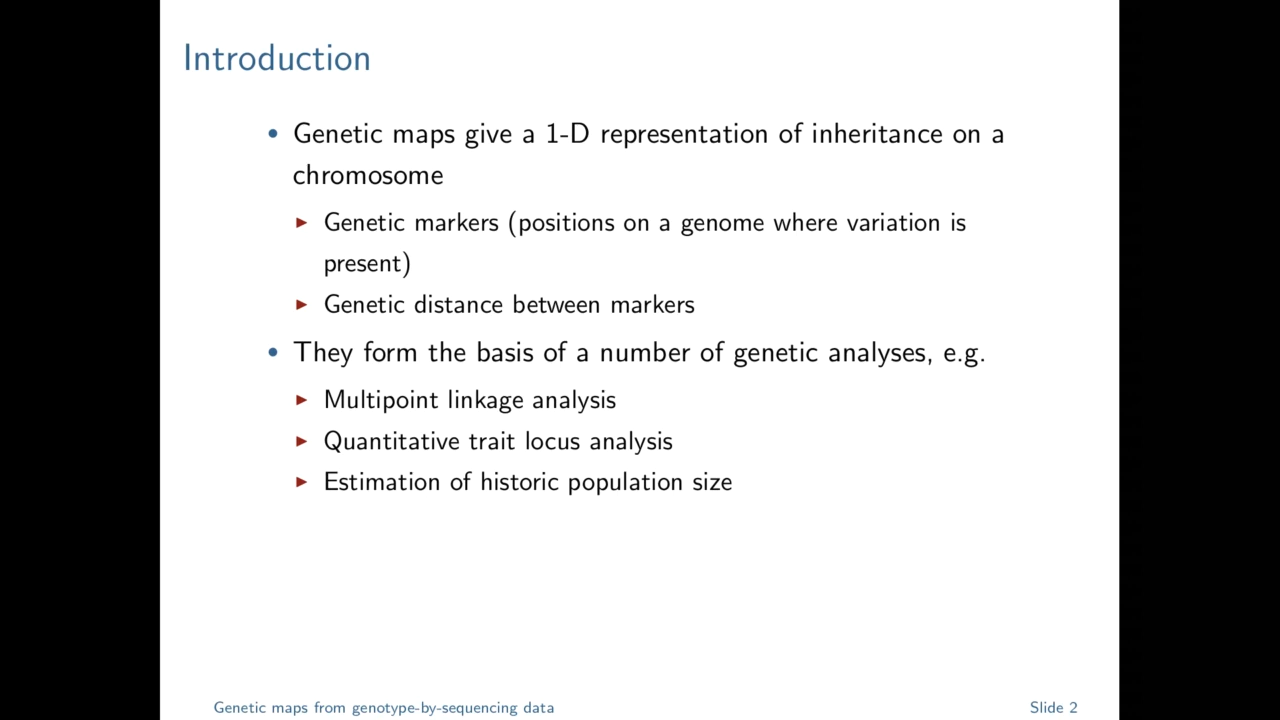 Introduction
• Genetic maps give a 1-D representation of inheritance on a
chromosome
▶ Genetic markers (positions on a genome where variation is
present)
▶ Genetic distance between markers
• They form the basis of a number of genetic analyses, e.g.
▶ Multipoint linkage analysis
▶ Quantitative trait locus analysis
▶ Estimation of historic population size
Genetic maps from genotype-by-sequencing data
Slide 2